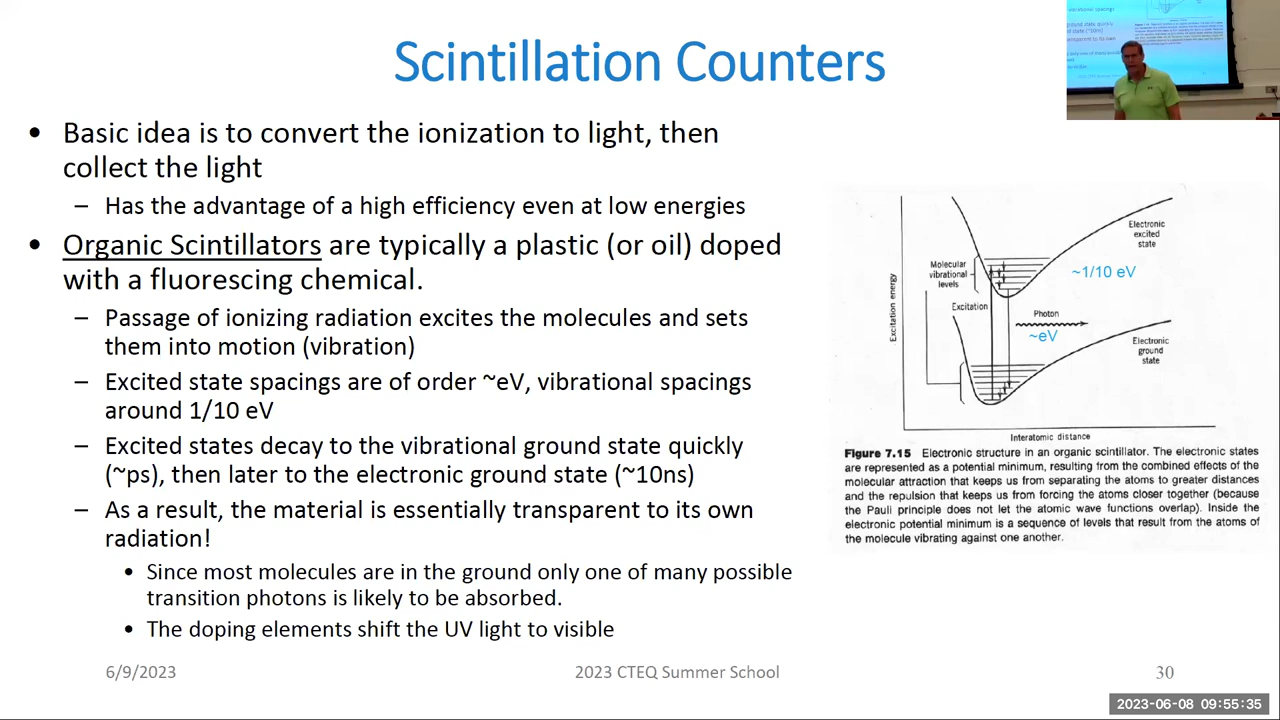 Scintillation Counters
• Basic idea is to convert the ionization to light, then
collect the light
– Has the advantage of a high efficiency even at low energies
• Organic Scintillators are typically a plastic (or oil) doped
with a fluorescing chemical.
– Passage of ionizing radiation excites the molecules and sets
them into motion (vibration)
– Excited state spacings are of order ~eV, vibrational spacings
around 1/10 eV
– Excited states decay to the vibrational ground state quickly
(~ps), then later to the electronic ground state (~10ns)
– As a result, the material is essentially transparent to its own
radiation!
• Since most molecules are in the ground only one of many possible
transition photons is likely to be absorbed.
• The doping elements shift the UV light to visible
Electronic
excited
state
~1/10 eV
Molecular
vibrational
levels
Excitation
Photon
~eV
Electronic
ground
state
Excitation energy
Interatomic distance
Figure 7.15 Electronic structure in an organic scintillator. The electronic states
are represented as a potential minimum, resulting from the combined effects of the
molecular attraction that keeps us from separating the atoms to greater distances
and the repulsion that keeps us from forcing the atoms closer together (because
the Pauli principle does not let the atomic wave functions overlap). Inside the
electronic potential minimum is a sequence of levels that result from the atoms of
the molecule vibrating against one another.
6/9/2023
2023 CTEQ Summer School
30
2023-06-08 09:55:35